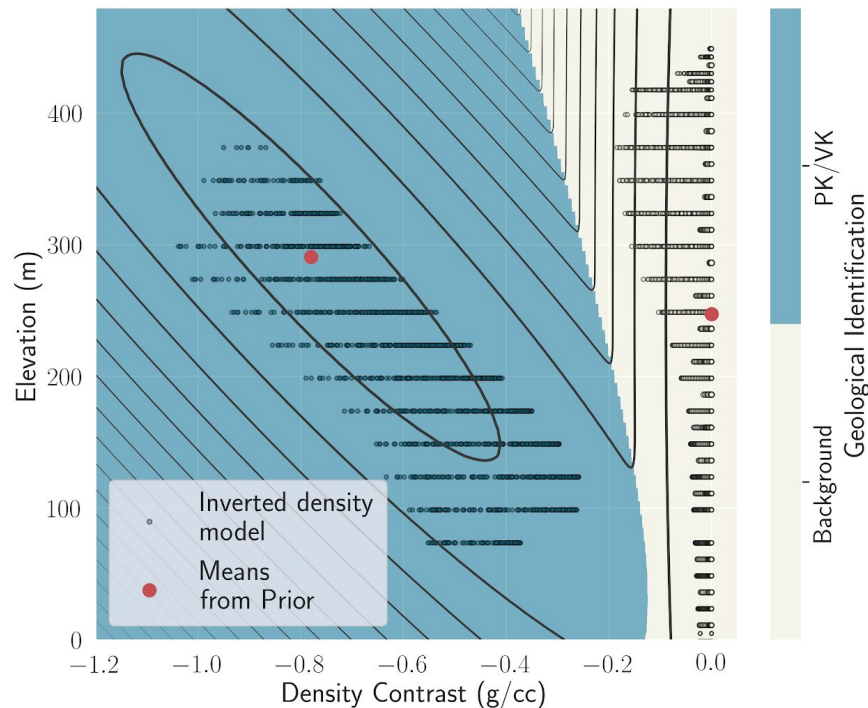 Elevation (m)
400
300
200
100
0
−1.2
−1.0
−0.8
−0.6
−0.4
−0.2
0.0
Density Contrast (g/cc)
Inverted density
model
Means
from Prior
PK/VK
Background
Geological Identification